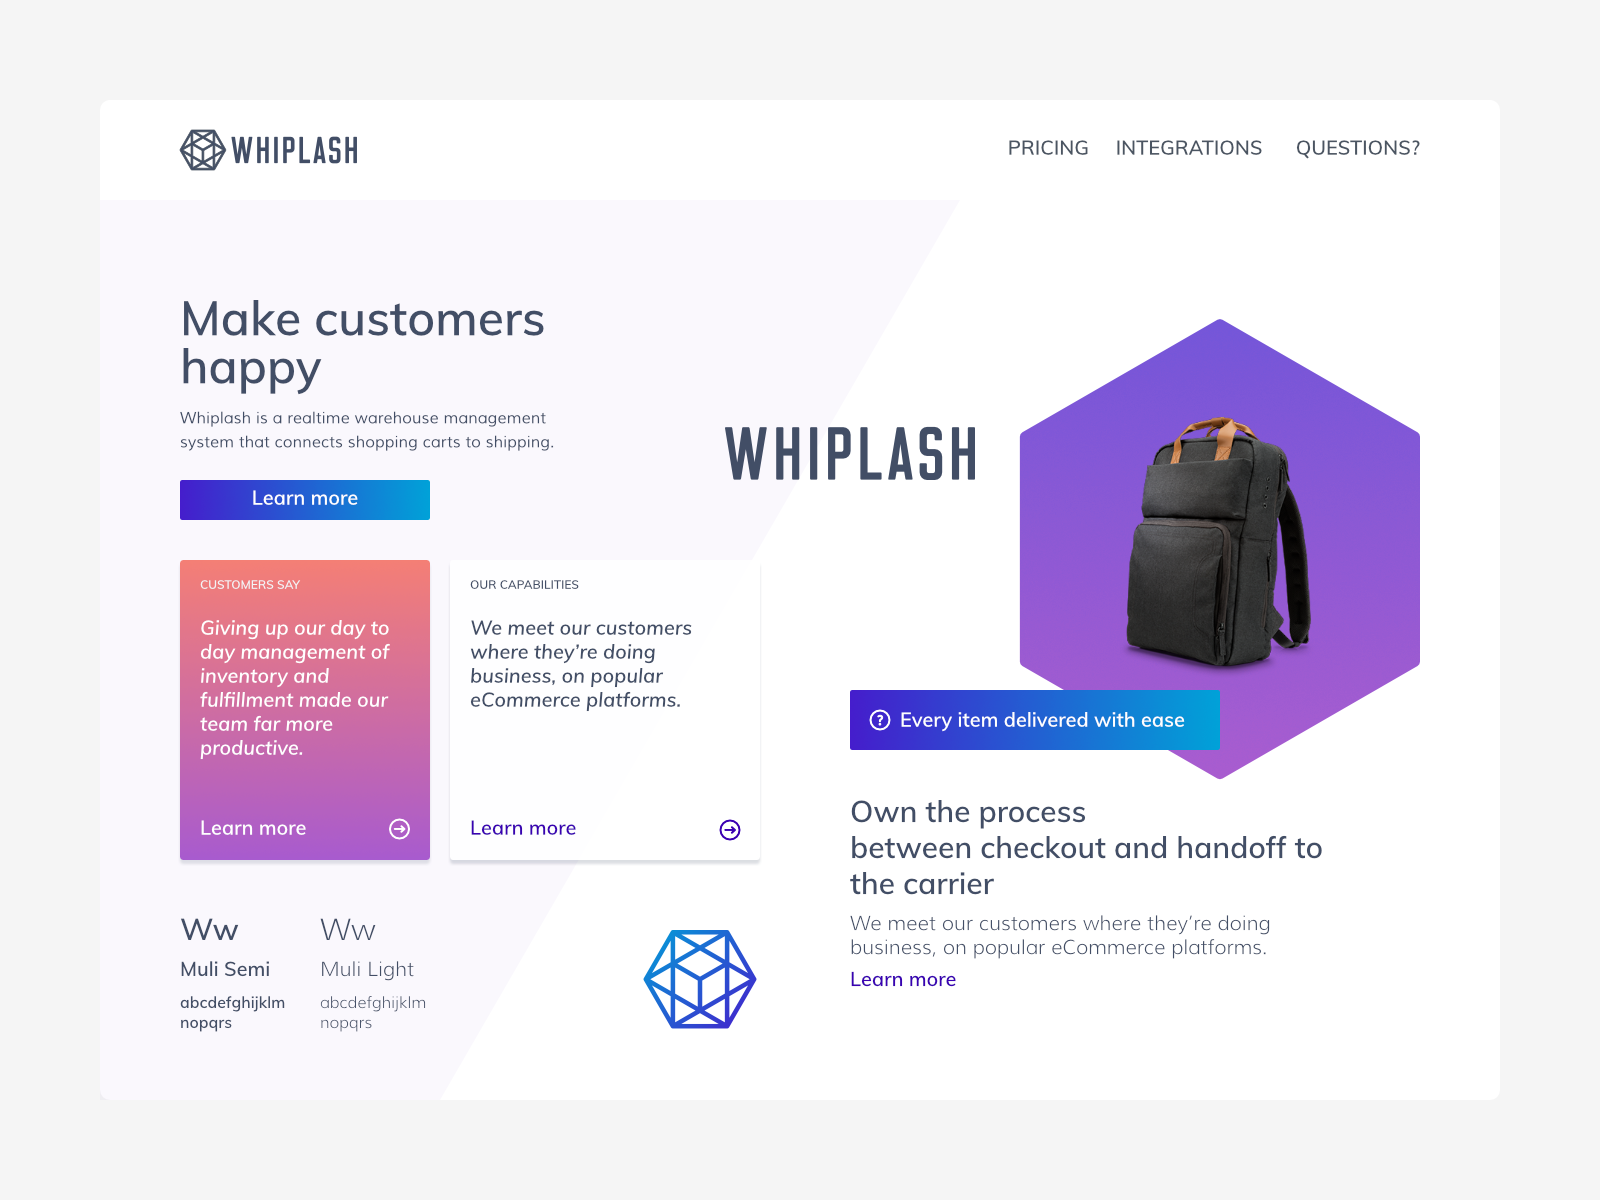 WHIPLASH
PRICING INTEGRATIONS QUESTIONS?
Make customers
happy
Whiplash is a realtime warehouse management
system that connects shopping carts to shipping.
Learn more
WHIPLASH
CUSTOMERS SAY
Giving up our day to
day management of
inventory and
fulfillment made our
team far more
productive.
Learn more
OUR CAPABILITIES
We meet our customers
where they’re doing
business, on popular
eCommerce platforms.
Learn more
? Every item delivered with ease
Own the process
between checkout and handoff to
the carrier
We meet our customers where they’re doing
business, on popular eCommerce platforms.
Learn more
Ww
Muli Semi
abcdefghijklm
nopqrs
Ww
Muli Light
abcdefghijklm
nopqrs